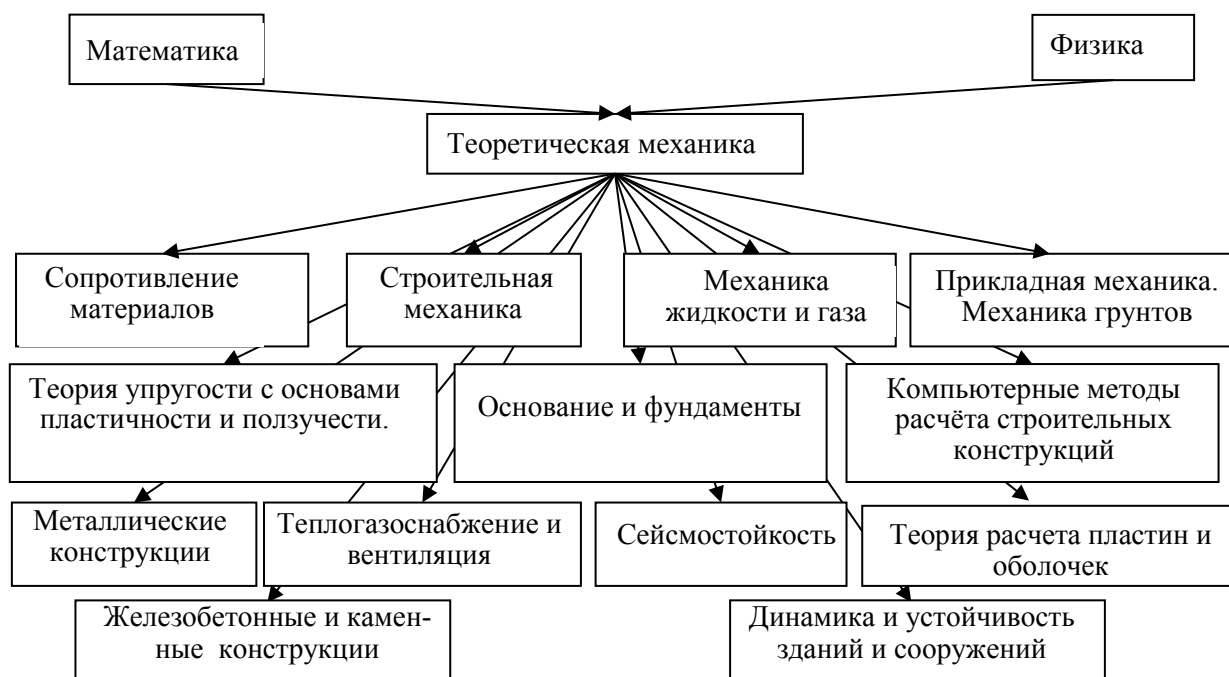 Математика
Физика
Теоретическая механика
Сопротивление
материалов
Строительная
механика
Механика
жидкости и газа
Прикладная механика.
Механика грунтов
Теория упругости с основами
пластичности и ползучести.
Основание и фундаменты
Компьютерные методы
расчёта строительных
конструкций
Металлические
конструкции
Теплогазоснабжение и
вентиляция
Сейсмостойкость
Теория расчета пластин и
оболочек
Железобетонные и камен-
ные конструкции
Динамика и устойчивость
зданий и сооружений